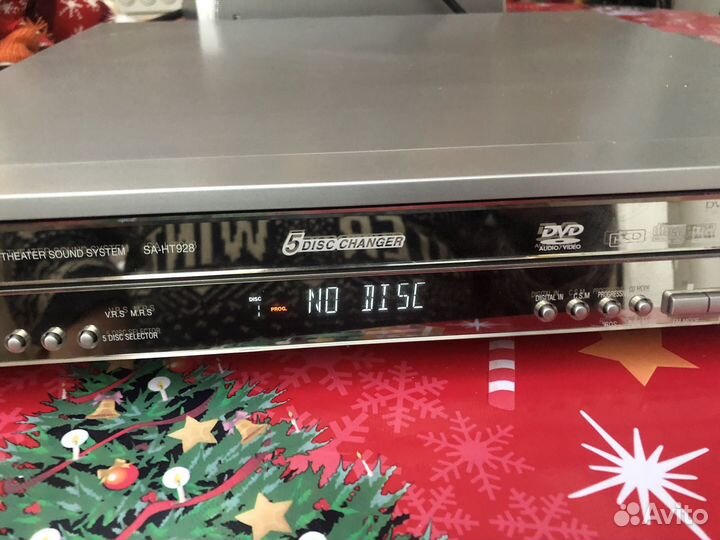 THEATER SOUND SYSTEM SA-HT928
5 DISC CHANGER
DVD
AUDIO/VIDEO
V.R.S M.R.S
5 DISC SELECTOR
DISC
1
PROG.
NO DISC
DIGITAL IN
C.S.M
PROGRESSIVE
Avito